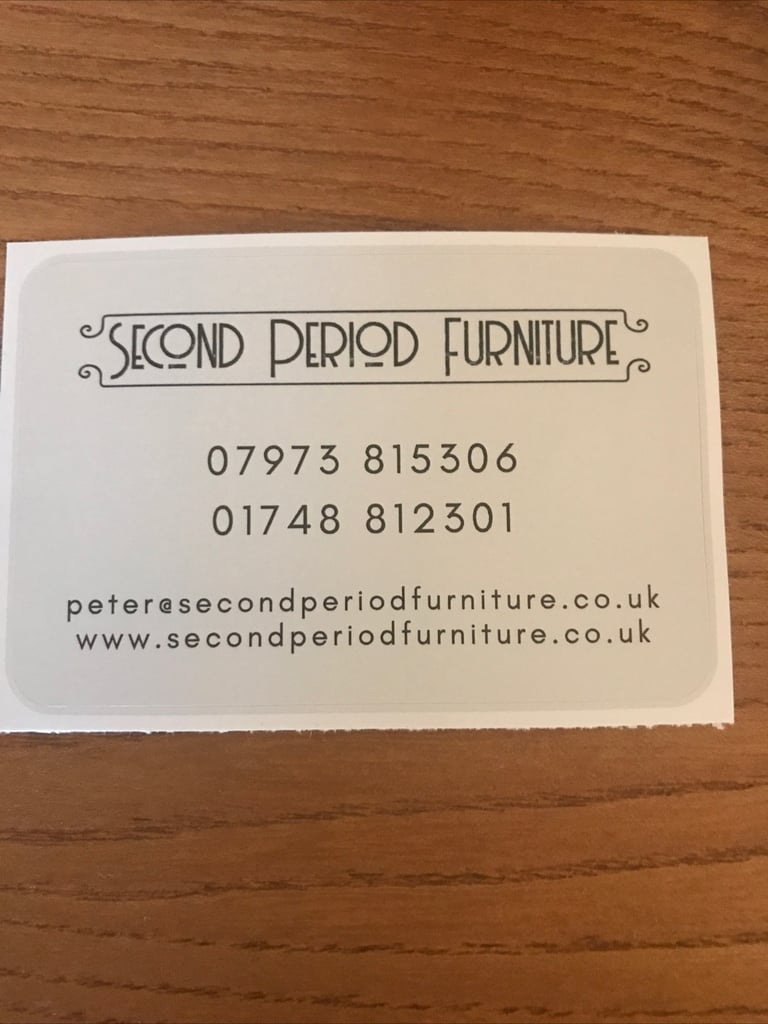 SECOND PERIOD FURNITURE
07973 815306
01748 812301
peter@secondperiodfurniture.co.uk
www.secondperiodfurniture.co.uk